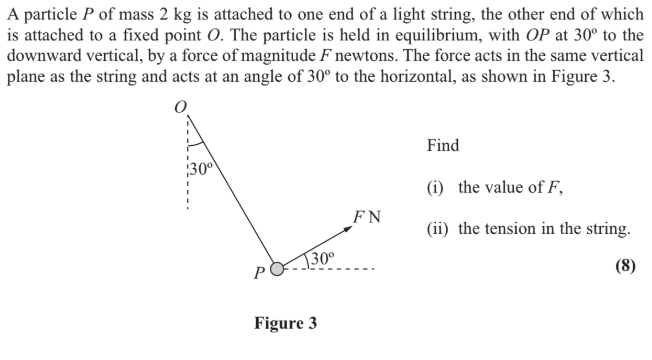 A particle P of mass 2 kg is attached to one end of a light string, the other end of which
is attached to a fixed point O. The particle is held in equilibrium, with OP at 30º to the
downward vertical, by a force of magnitude F newtons. The force acts in the same vertical
plane as the string and acts at an angle of 30º to the horizontal, as shown in Figure 3.
O
30º
F N
30º
P
Figure 3
Find
(i) the value of F,
(ii) the tension in the string.
(8)